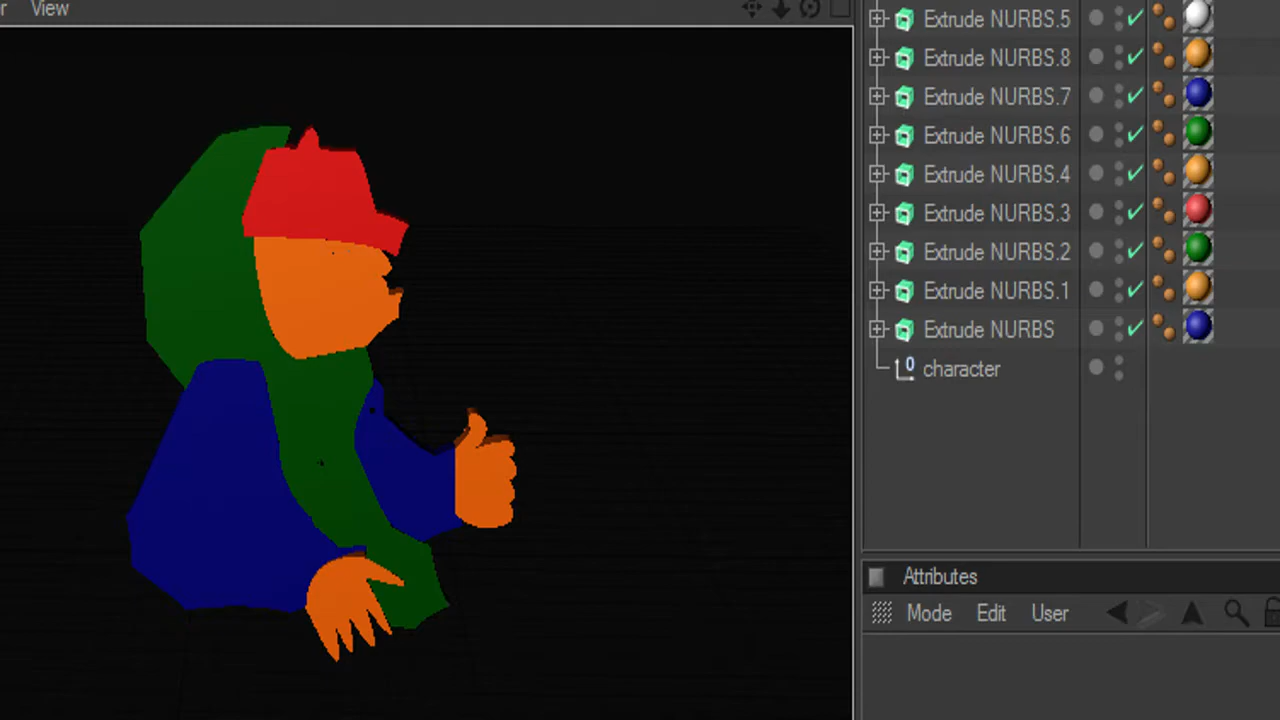 View
Extrude NURBS.5
Extrude NURBS.8
Extrude NURBS.7
Extrude NURBS.6
Extrude NURBS.4
Extrude NURBS.3
Extrude NURBS.2
Extrude NURBS.1
Extrude NURBS
0 character
Attributes
Mode Edit User